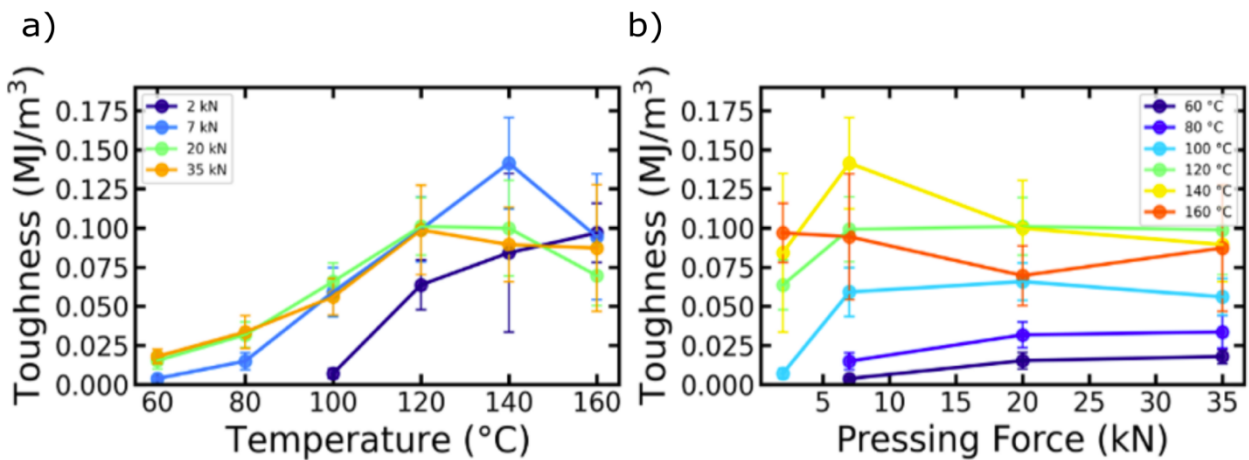 a)
Toughness (MJ/m³)
0.175
0.150
0.125
0.100
0.075
0.050
0.025
0.000
2 kN
7 kN
20 kN
35 kN
60 80 100 120 140 160
Temperature (°C)
b)
Toughness (MJ/m³)
0.175
0.150
0.125
0.100
0.075
0.050
0.025
0.000
60 °C
80 °C
100 °C
120 °C
140 °C
160 °C
5 10 15 20 25 30 35
Pressing Force (kN)